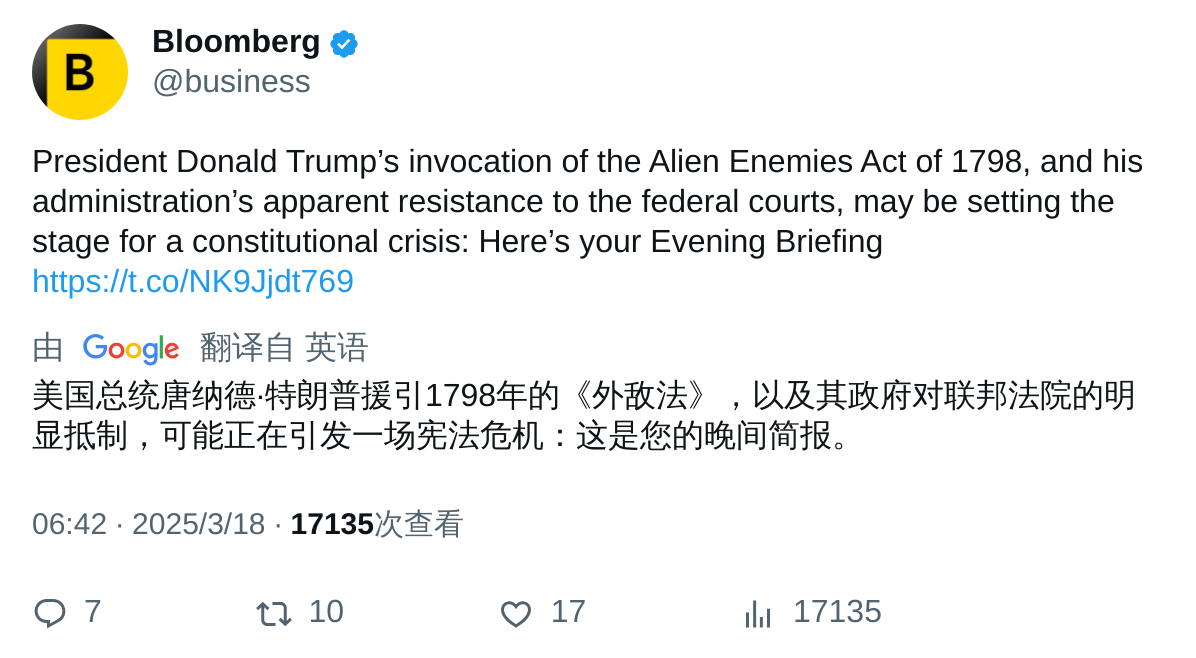 B
Bloomberg
@business
President Donald Trump’s invocation of the Alien Enemies Act of 1798, and his
administration’s apparent resistance to the federal courts, may be setting the
stage for a constitutional crisis: Here’s your Evening Briefing
https://t.co/NK9Jjdt769
由 Google 翻译自 英语
美国总统唐纳德·特朗普援引1798年的《外敌法》，以及其政府对联邦法院的明
显抵制，可能正在引发一场宪法危机：这是您的晚间简报。
06:42 · 2025/3/18 · 17135次查看
7 10 17 17135